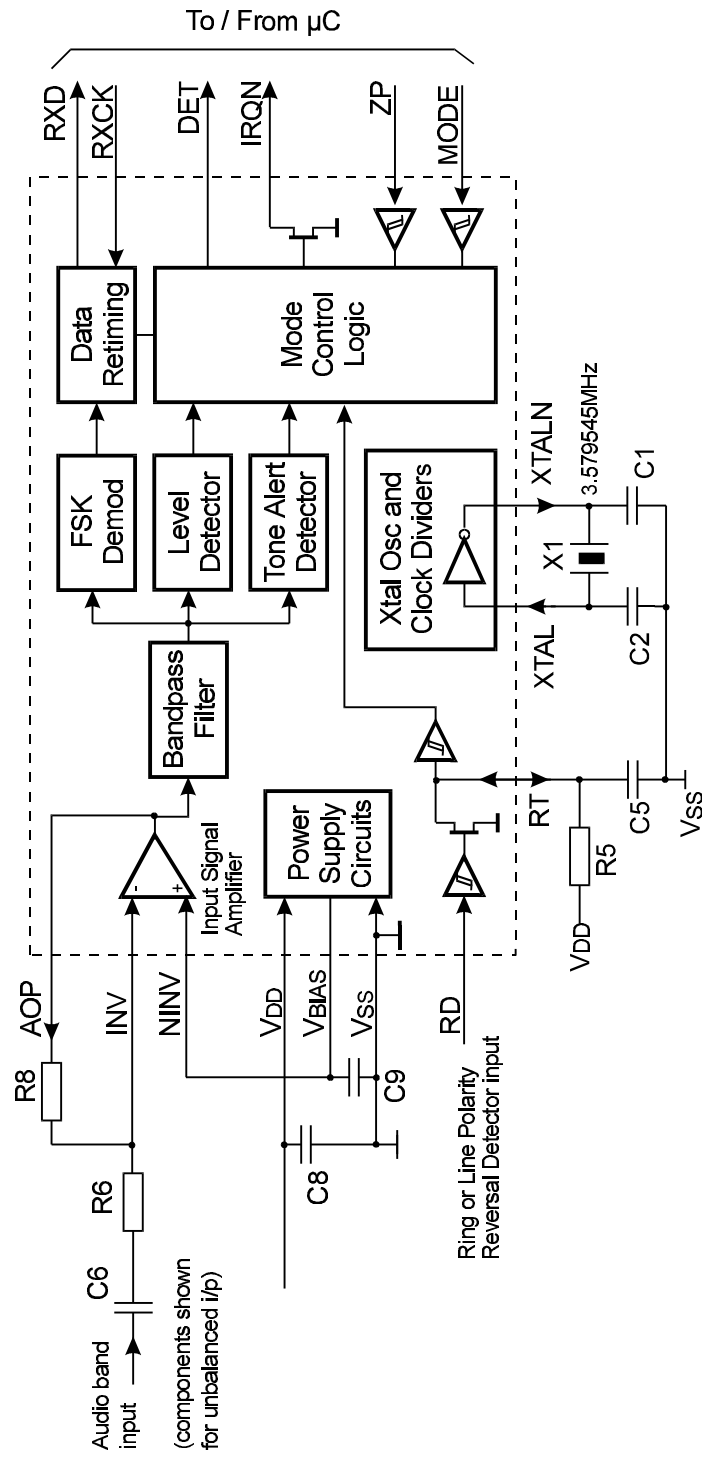 To / From µC
RXD
RXCK
DET
IRQN
ZP
MODE
Data
Retiming
Mode
Control
Logic
FSK
Demod
Level
Detector
Tone Alert
Detector
Xtal Osc and
Clock Dividers
XTALN
XTAL
3.579545MHz
X1
C1
C2
Bandpass
Filter
Input Signal
Amplifier
-
+
Power
Supply
Circuits
RT
C5
VSS
R5
VDD
AOP
INV
NINV
VDD
VBIAS
VSS
RD
R8
C9
C8
R6
C6
Ring or Line Polarity
Reversal Detector input
Audio band
input
(components shown
for unbalanced i/p)